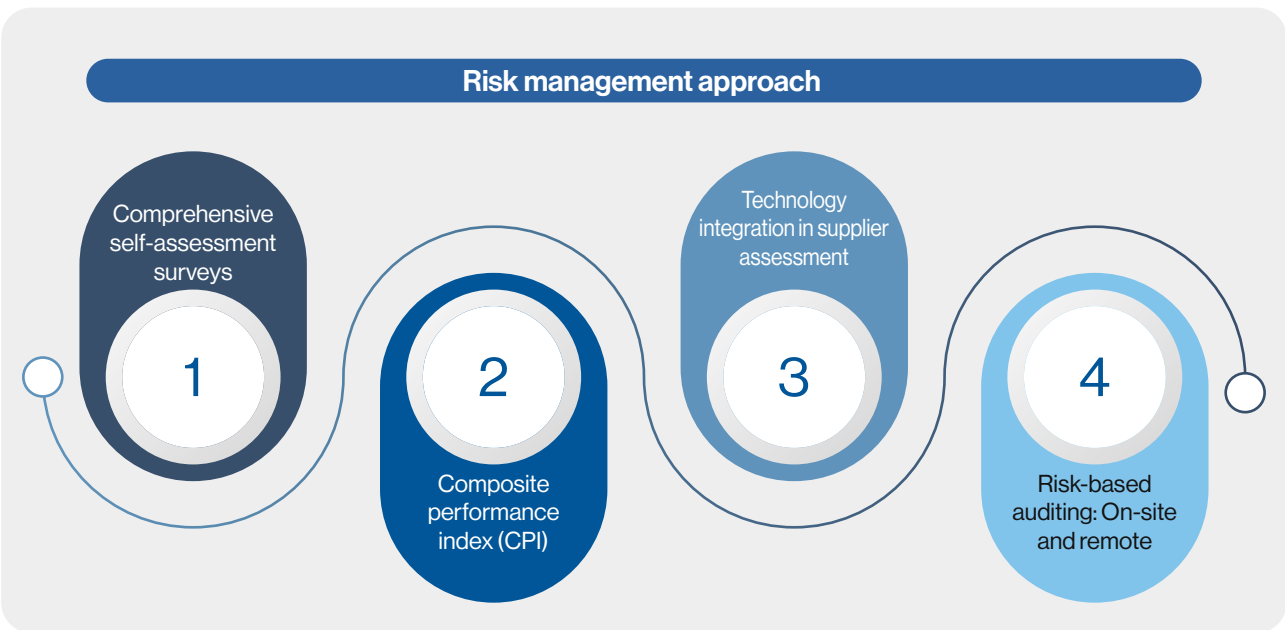 Risk management approach
Comprehensive
self-assessment
surveys
1
2
Composite
performance
index (CPI)
Technology
integration in supplier
assessment
3
4
Risk-based
auditing: On-site
and remote